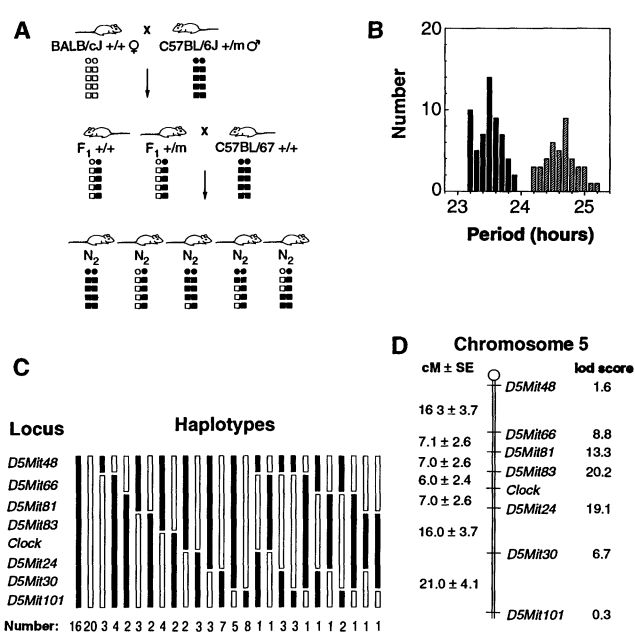 A
BALB/cJ +/+ ♀ x C57BL/6J +/m ♂
F1 +/+ F1 +/m x C57BL/67 +/+
N2 N2 N2 N2 N2
B
Number
20
10
0
23 24 25
Period (hours)
C
Locus Haplotypes
D5Mit48
D5Mit66
D5Mit81
D5Mit83
Clock
D5Mit24
D5Mit30
D5Mit101
Number: 16 20 3 4 2 3 2 4 2 2 3 3 7 5 8 1 1 3 3 1 1 1 2 1 1 1
D
Chromosome 5
cM ± SE lod score
D5Mit48 1.6
16 3 ± 3.7
D5Mit66 8.8
7.1 ± 2.6
D5Mit81 13.3
7.0 ± 2.6
D5Mit83 20.2
6.0 ± 2.4
Clock
7.0 ± 2.6
D5Mit24 19.1
16.0 ± 3.7
D5Mit30 6.7
21.0 ± 4.1
D5Mit101 0.3